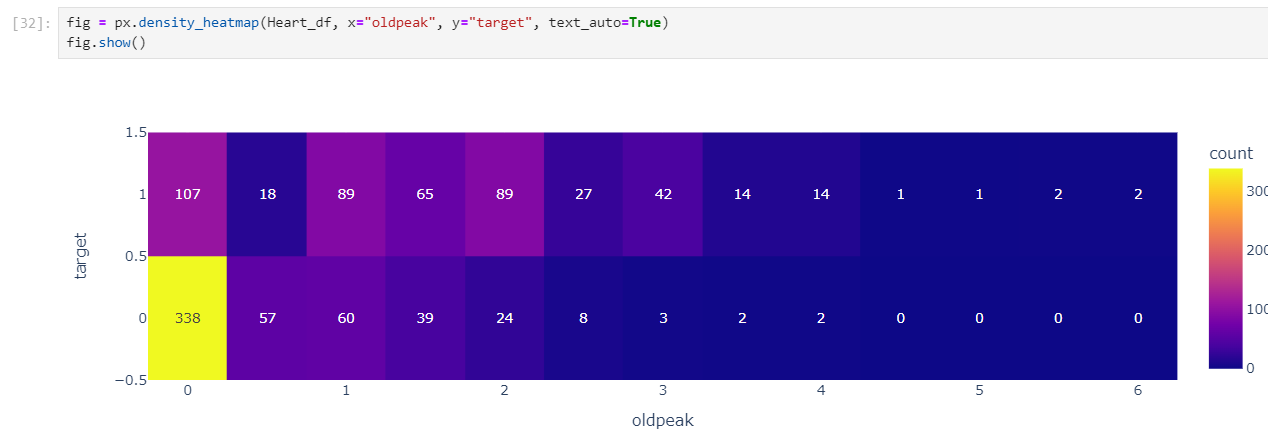 [32]: fig = px.density_heatmap(Heart_df, x="oldpeak", y="target", text_auto=True)
fig.show()
1.5
count
300
1 107 18 89 65 89 27 42 14 14 1 1 2 2
200
target
0.5
100
0 338 57 60 39 24 8 3 2 2 0 0 0 0
0
−0.5
0 1 2 3 4 5 6
oldpeak